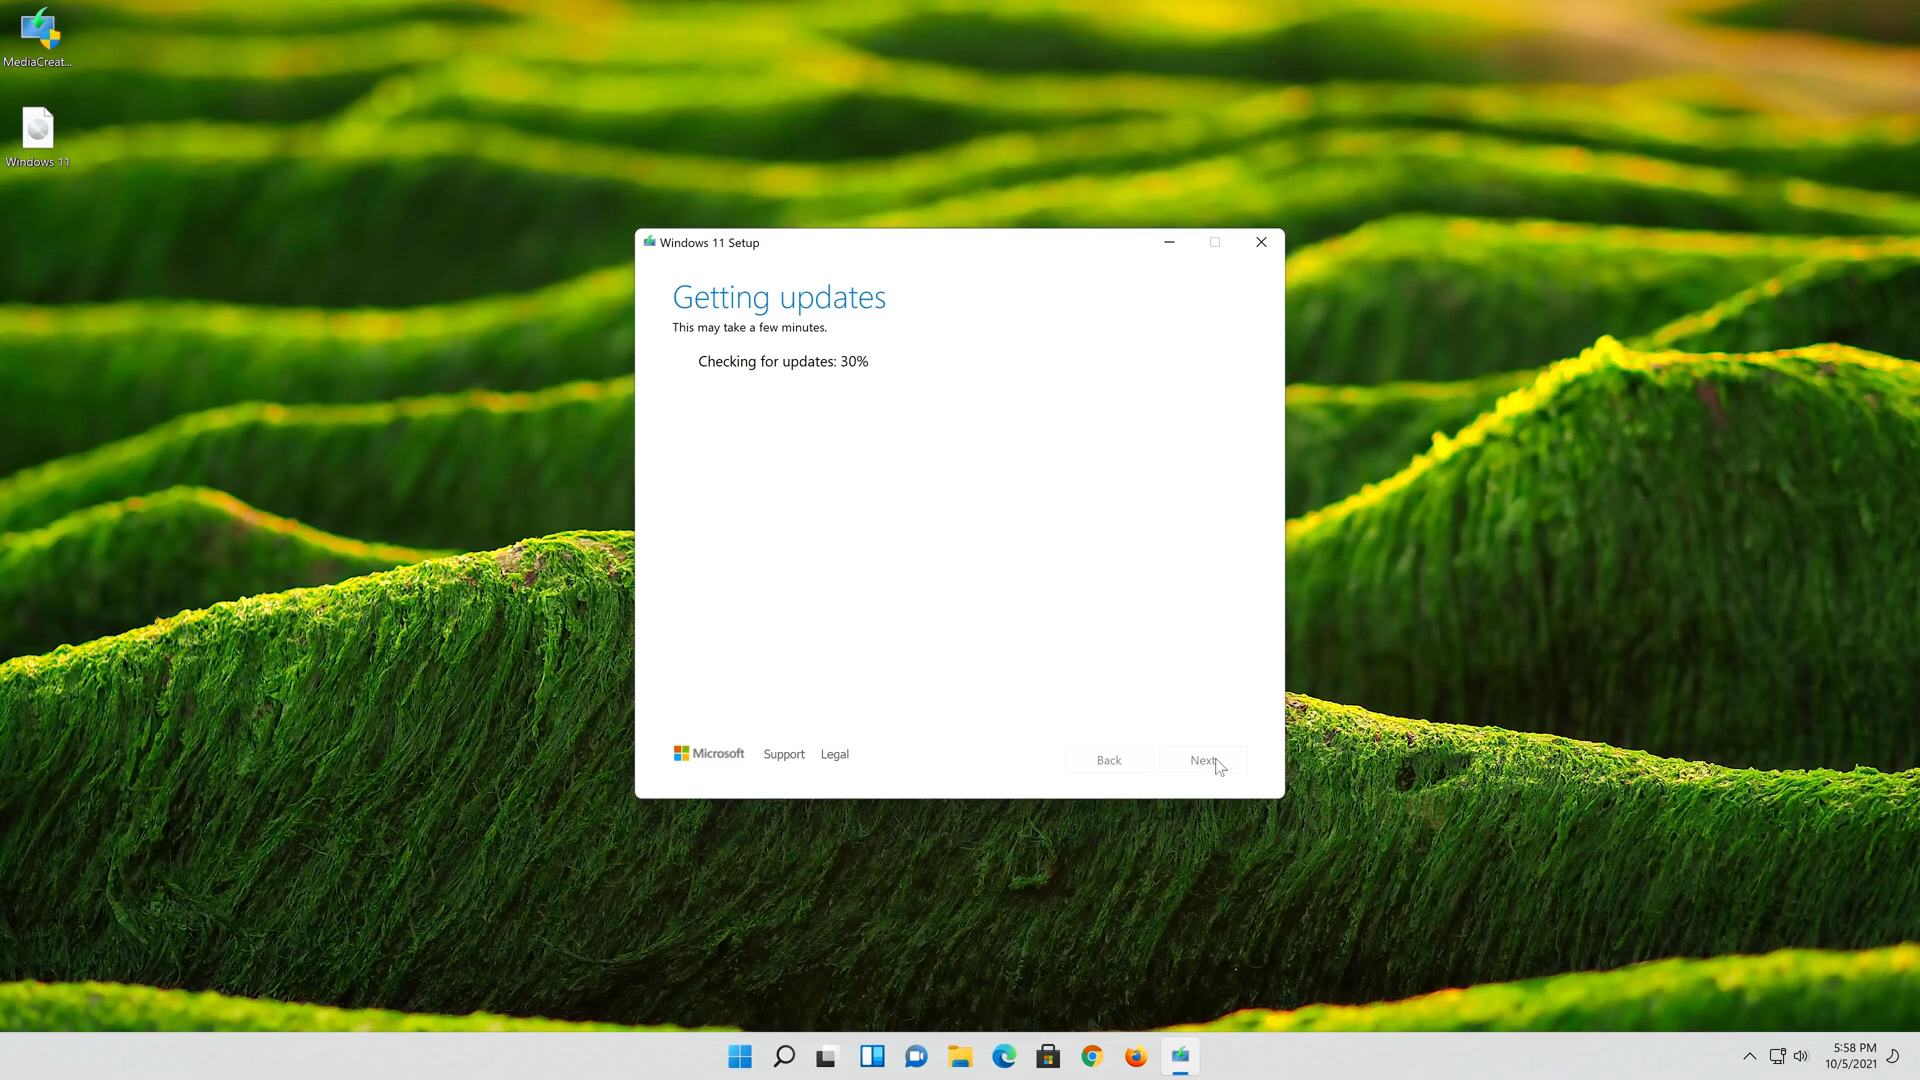 MediaCreat...
Windows 11
Windows 11 Setup
Getting updates
This may take a few minutes.
Checking for updates: 30%
Microsoft
Support
Legal
Back
Next
5:58 PM
10/5/2021